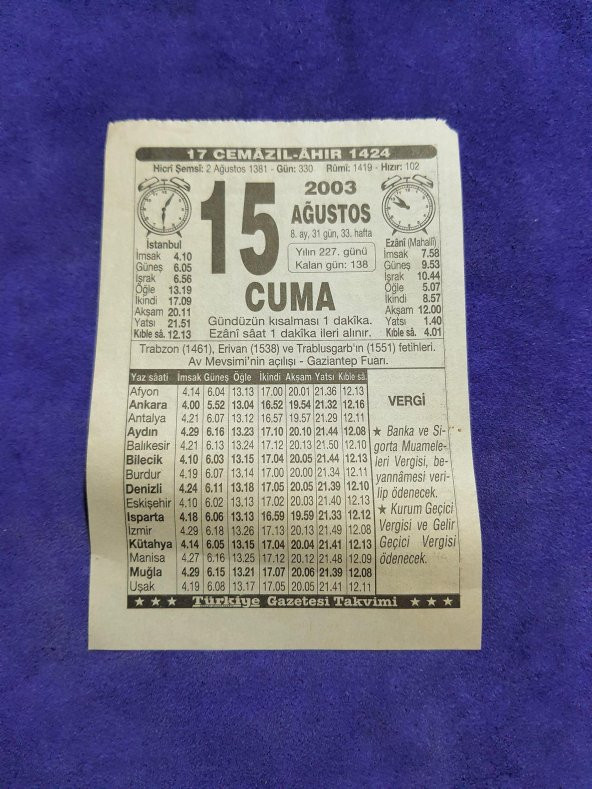 17 CEMÂZİL-ÂHIR 1424
Hicrî Şemsî: 2 Ağustos 1381 - Gün: 330 Rûmî: 1419 - Hızır: 102
15
2003
AĞUSTOS
8. ay, 31 gün, 33. hafta
Yılın 227. günü
Kalan gün: 138
CUMA
Gündüzün kısalması 1 dakîka.
Ezânî sâat 1 dakîka ileri alınır.
İstanbul
İmsak 4.10
Güneş 6.05
İşrak 6.56
Öğle 13.19
İkindi 17.09
Akşam 20.11
Yatsı 21.51
Kıble sâ. 12.13
Ezânî (Mahallî)
İmsak 7.58
Güneş 9.53
İşrak 10.44
Öğle 5.07
İkindi 8.57
Akşam 12.00
Yatsı 1.40
Kıble sâ. 4.01
Trabzon (1461), Erivan (1538) ve Trablusgarb'ın (1551) fetihleri.
Av Mevsimi'nin açılışı - Gaziantep Fuarı.
Yaz sâati İmsak Güneş Öğle İkindi Akşam Yatsı Kıble sâ.
Afyon 4.14 6.04 13.13 17.00 20.01 21.36 12.13
Ankara 4.00 5.52 13.04 16.52 19.54 21.32 12.16
Antalya 4.21 6.07 13.12 16.57 19.57 21.29 12.11
Aydın 4.29 6.16 13.23 17.10 20.10 21.44 12.08
Balıkesir 4.21 6.13 13.24 17.12 20.13 21.50 12.10
Bilecik 4.10 6.03 13.15 17.04 20.05 21.44 12.13
Burdur 4.19 6.07 13.14 17.00 20.00 21.34 12.11
Denizli 4.24 6.11 13.18 17.05 20.05 21.39 12.10
Eskişehir 4.10 6.02 13.13 17.02 20.03 21.40 12.13
Isparta 4.18 6.06 13.13 16.59 19.59 21.33 12.12
İzmir 4.29 6.18 13.26 17.13 20.13 21.49 12.08
Kütahya 4.14 6.05 13.15 17.04 20.04 21.41 12.13
Manisa 4.27 6.16 13.25 17.12 20.12 21.48 12.09
Muğla 4.29 6.15 13.21 17.07 20.06 21.39 12.08
Uşak 4.19 6.08 13.17 17.05 20.05 21.41 12.11
VERGİ
★ Banka ve Si-
gorta Muamele-
leri Vergisi, be-
yannâmesi veri-
lip ödenecek.
★ Kurum Geçici
Vergisi ve Gelir
Geçici Vergisi
ödenecek.
★ ★ ★ Türkiye Gazetesi Takvimi ★ ★ ★